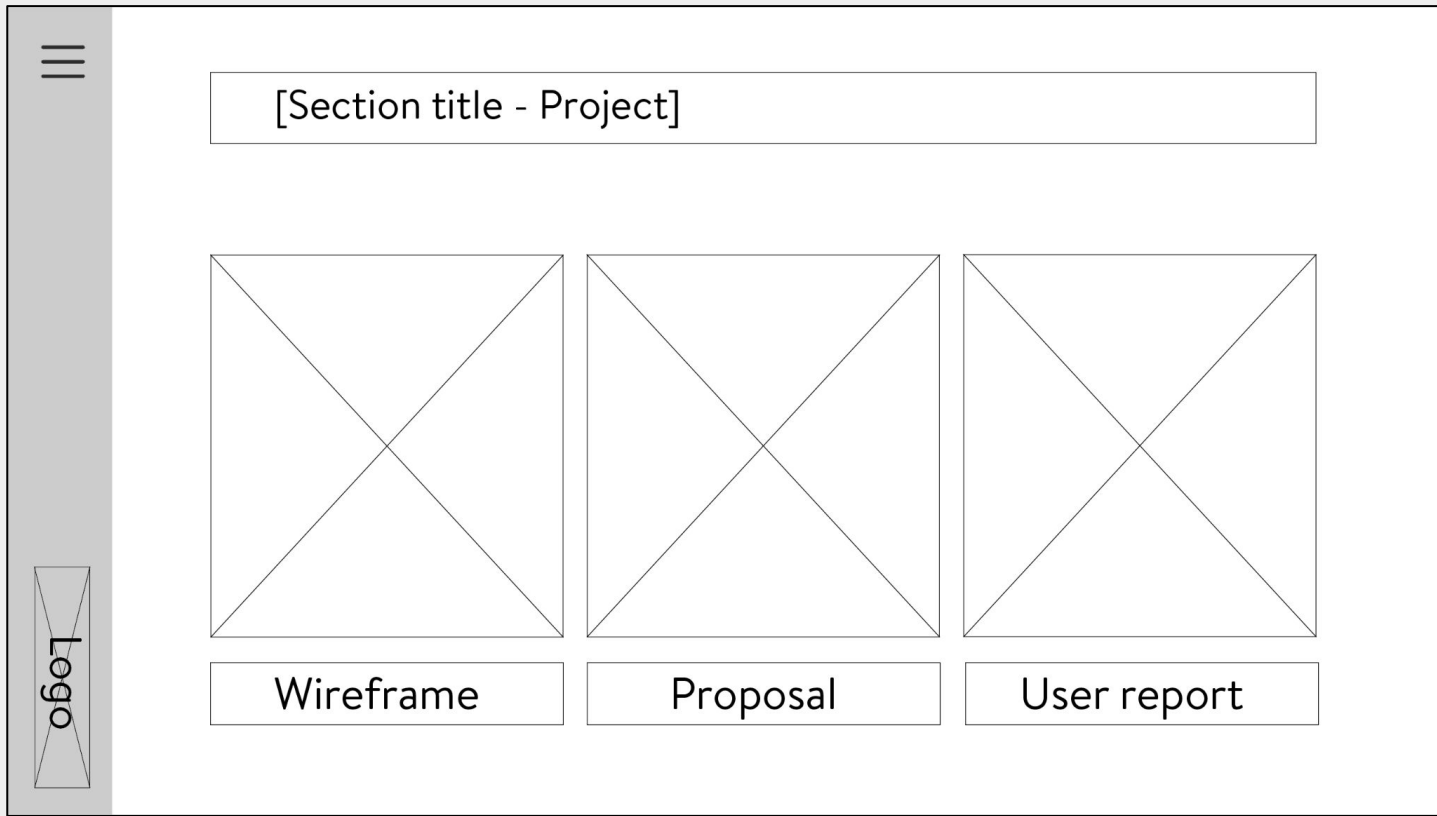 [Section title - Project]
Wireframe
Proposal
User report
Logo